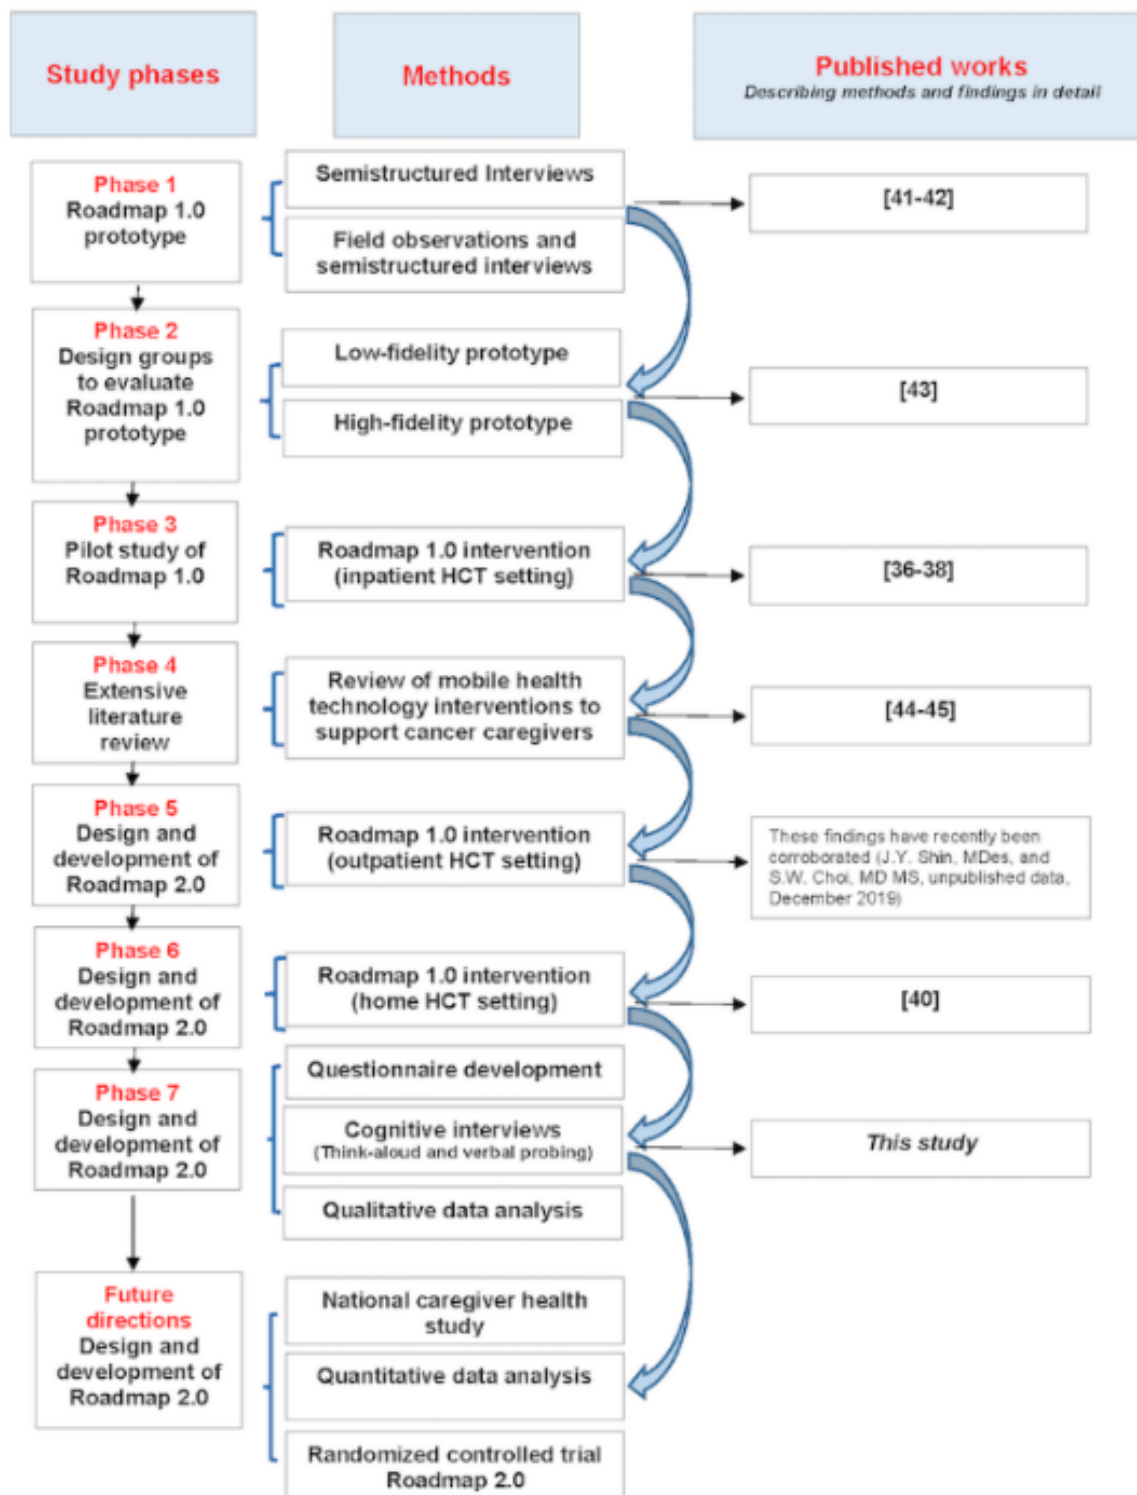 Study phases
Methods
Published works
Describing methods and findings in detail
Phase 1
Roadmap 1.0
prototype
Semistructured Interviews
Field observations and
semistructured interviews
[41-42]
Phase 2
Design groups
to evaluate
Roadmap 1.0
prototype
Low-fidelity prototype
High-fidelity prototype
[43]
Phase 3
Pilot study of
Roadmap 1.0
Roadmap 1.0 intervention
(inpatient HCT setting)
[36-38]
Phase 4
Extensive
literature
review
Review of mobile health
technology interventions to
support cancer caregivers
[44-45]
Phase 5
Design and
development of
Roadmap 2.0
Roadmap 1.0 intervention
(outpatient HCT setting)
These findings have recently been
corroborated (J.Y. Shin, MDes, and
S.W. Choi, MD MS, unpublished data,
December 2019)
Phase 6
Design and
development of
Roadmap 2.0
Roadmap 1.0 intervention
(home HCT setting)
[40]
Phase 7
Design and
development of
Roadmap 2.0
Questionnaire development
Cognitive interviews
(Think-aloud and verbal probing)
Qualitative data analysis
This study
Future
directions
Design and
development of
Roadmap 2.0
National caregiver health
study
Quantitative data analysis
Randomized controlled trial
Roadmap 2.0